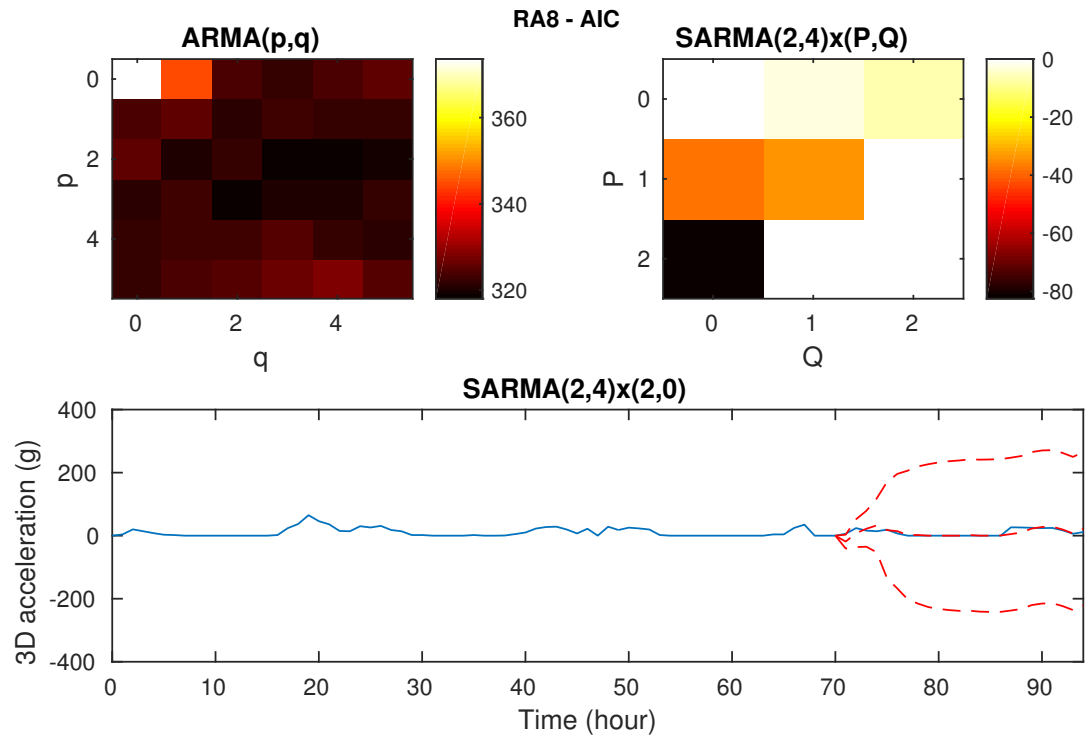 RA8 - AIC
ARMA(p,q)
0
2
4
p
0 2 4
q
360
340
320
SARMA(2,4)x(P,Q)
0
1
2
P
0 1 2
Q
0
-20
-40
-60
-80
SARMA(2,4)x(2,0)
400
200
0
-200
-400
3D acceleration (g)
0 10 20 30 40 50 60 70 80 90
Time (hour)